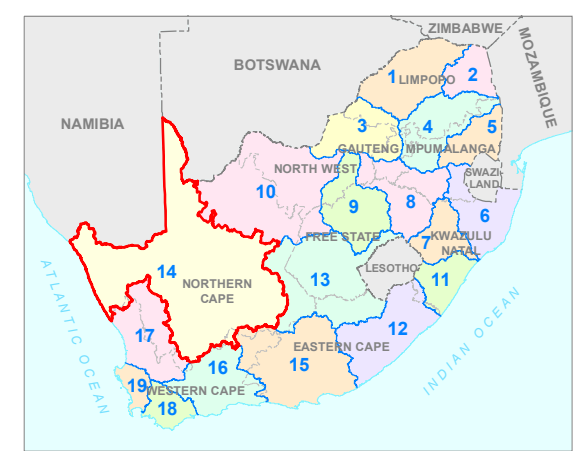 ZIMBABWE
BOTSWANA
MOZAMBIQUE
1
LIMPOPO
2
NAMIBIA
3
4
5
GAUTENG
MPUMALANGA
NORTH WEST
SWAZI-
LAND
10
9
8
6
FREE STATE
7
KWAZULU
NATAL
14
LESOTHO
13
11
NORTHERN
CAPE
ATLANTIC OCEAN
INDIAN OCEAN
12
17
EASTERN CAPE
16
15
19
WESTERN CAPE
18